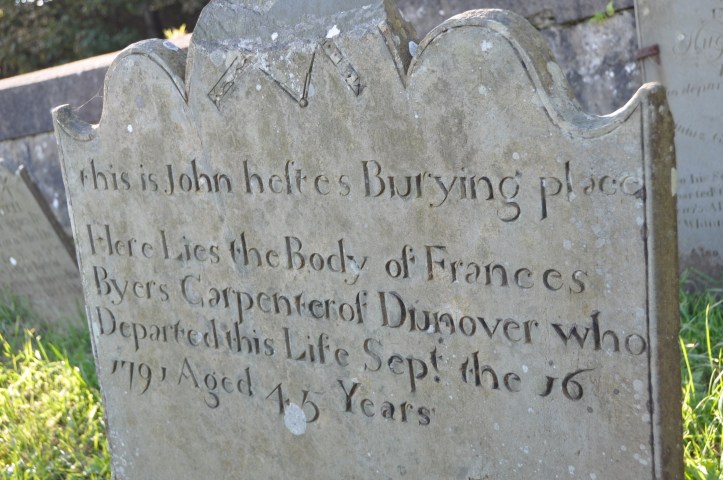 this is John heſtes Burying place
Here Lies the Body of Frances
Byers Carpenter of Dunover who
Departed this Life Sept. the 16
1791 Aged 45 Years